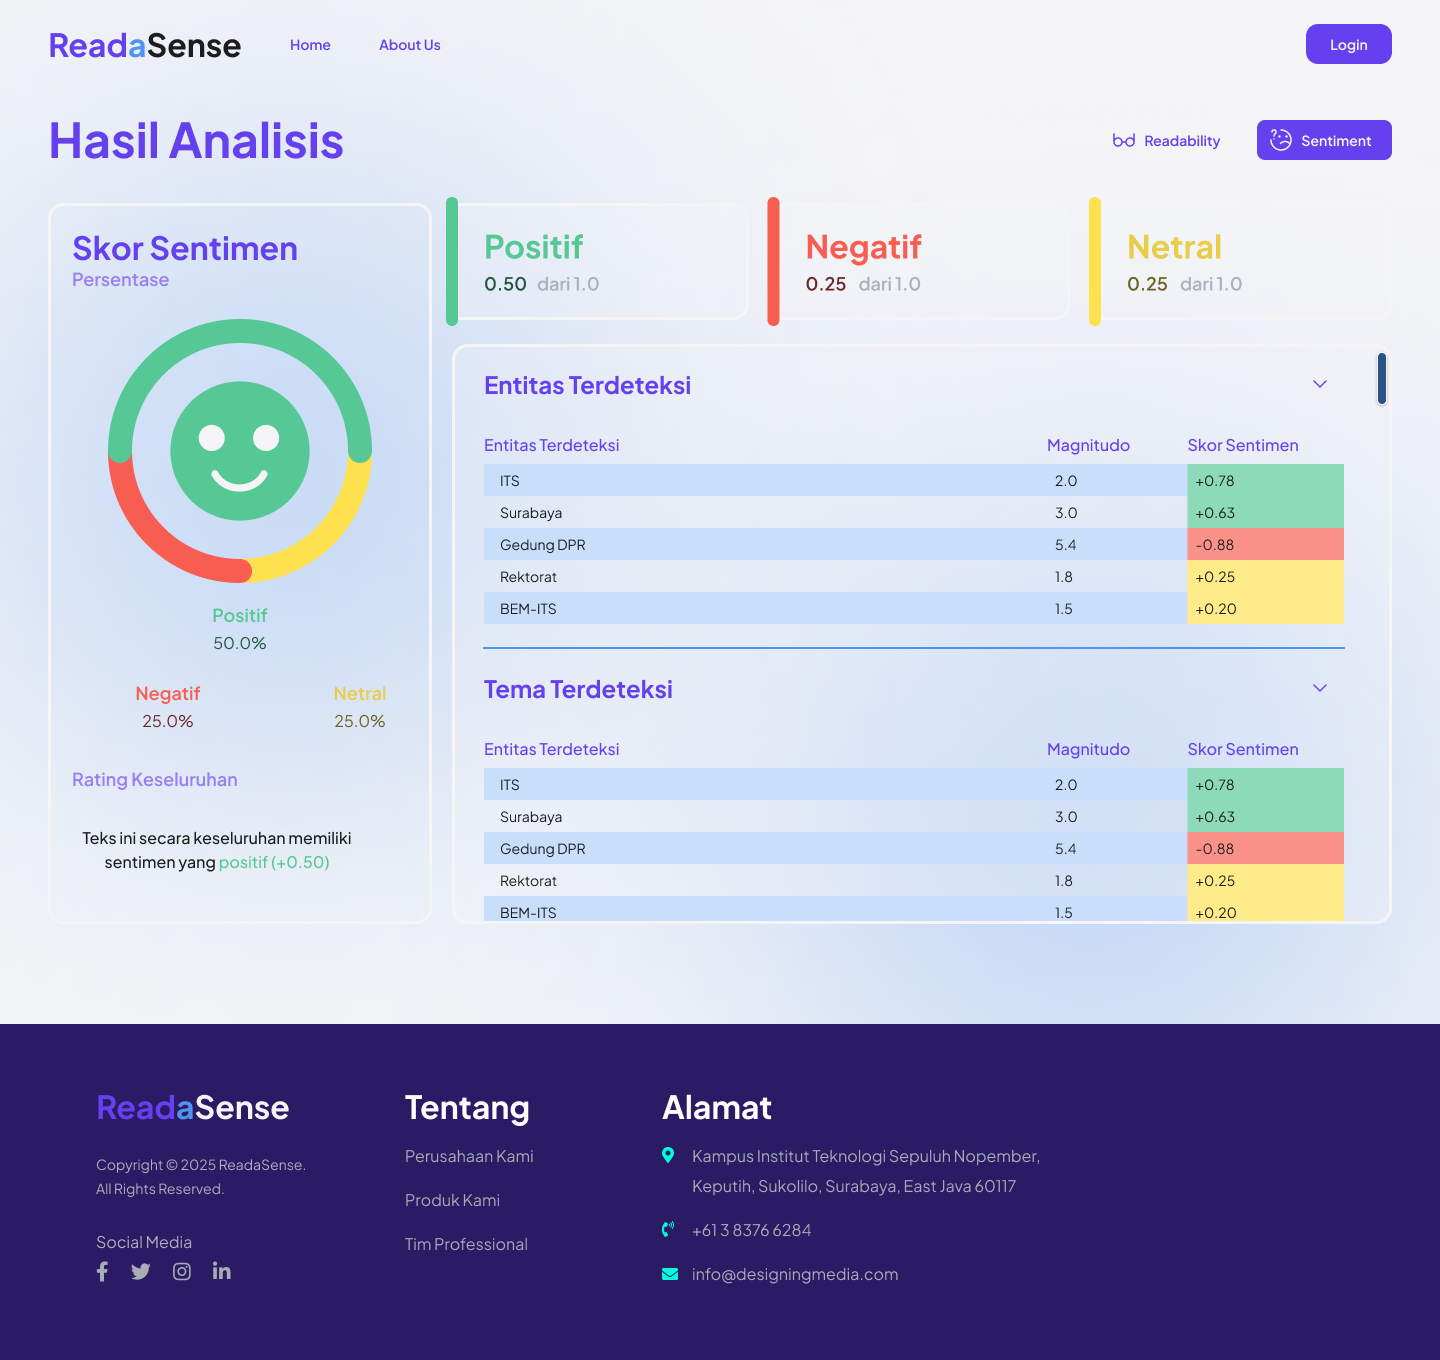 ReadaSense
Home
About Us
Login
Hasil Analisis
Readability
Sentiment
Skor Sentimen
Persentase
Positif
50.0%
Negatif
25.0%
Netral
25.0%
Rating Keseluruhan
Teks ini secara keseluruhan memiliki
sentimen yang positif (+0.50)
Positif
0.50 dari 1.0
Negatif
0.25 dari 1.0
Netral
0.25 dari 1.0
Entitas Terdeteksi
Entitas Terdeteksi Magnitudo Skor Sentimen
ITS 2.0 +0.78
Surabaya 3.0 +0.63
Gedung DPR 5.4 -0.88
Rektorat 1.8 +0.25
BEM-ITS 1.5 +0.20
Tema Terdeteksi
Entitas Terdeteksi Magnitudo Skor Sentimen
ITS 2.0 +0.78
Surabaya 3.0 +0.63
Gedung DPR 5.4 -0.88
Rektorat 1.8 +0.25
BEM-ITS 1.5 +0.20
ReadaSense
Copyright © 2025 ReadaSense.
All Rights Reserved.
Social Media
Tentang
Perusahaan Kami
Produk Kami
Tim Professional
Alamat
Kampus Institut Teknologi Sepuluh Nopember,
Keputih, Sukolilo, Surabaya, East Java 60117
+61 3 8376 6284
info@designingmedia.com